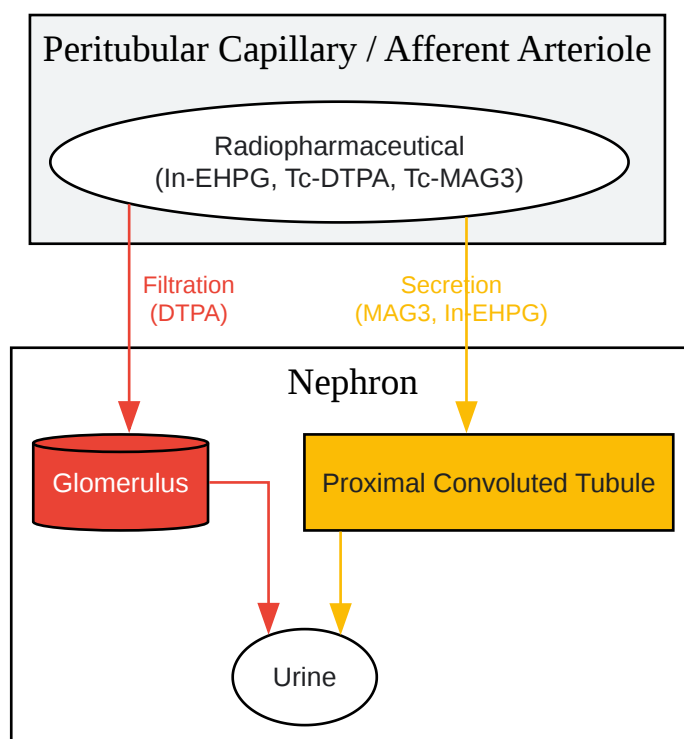 Peritubular Capillary / Afferent Arteriole
Radiopharmaceutical
(In-EHPG, Tc-DTPA, Tc-MAG3)
Filtration
(DTPA)
Secretion
(MAG3, In-EHPG)
Nephron
Glomerulus
Proximal Convoluted Tubule
Urine